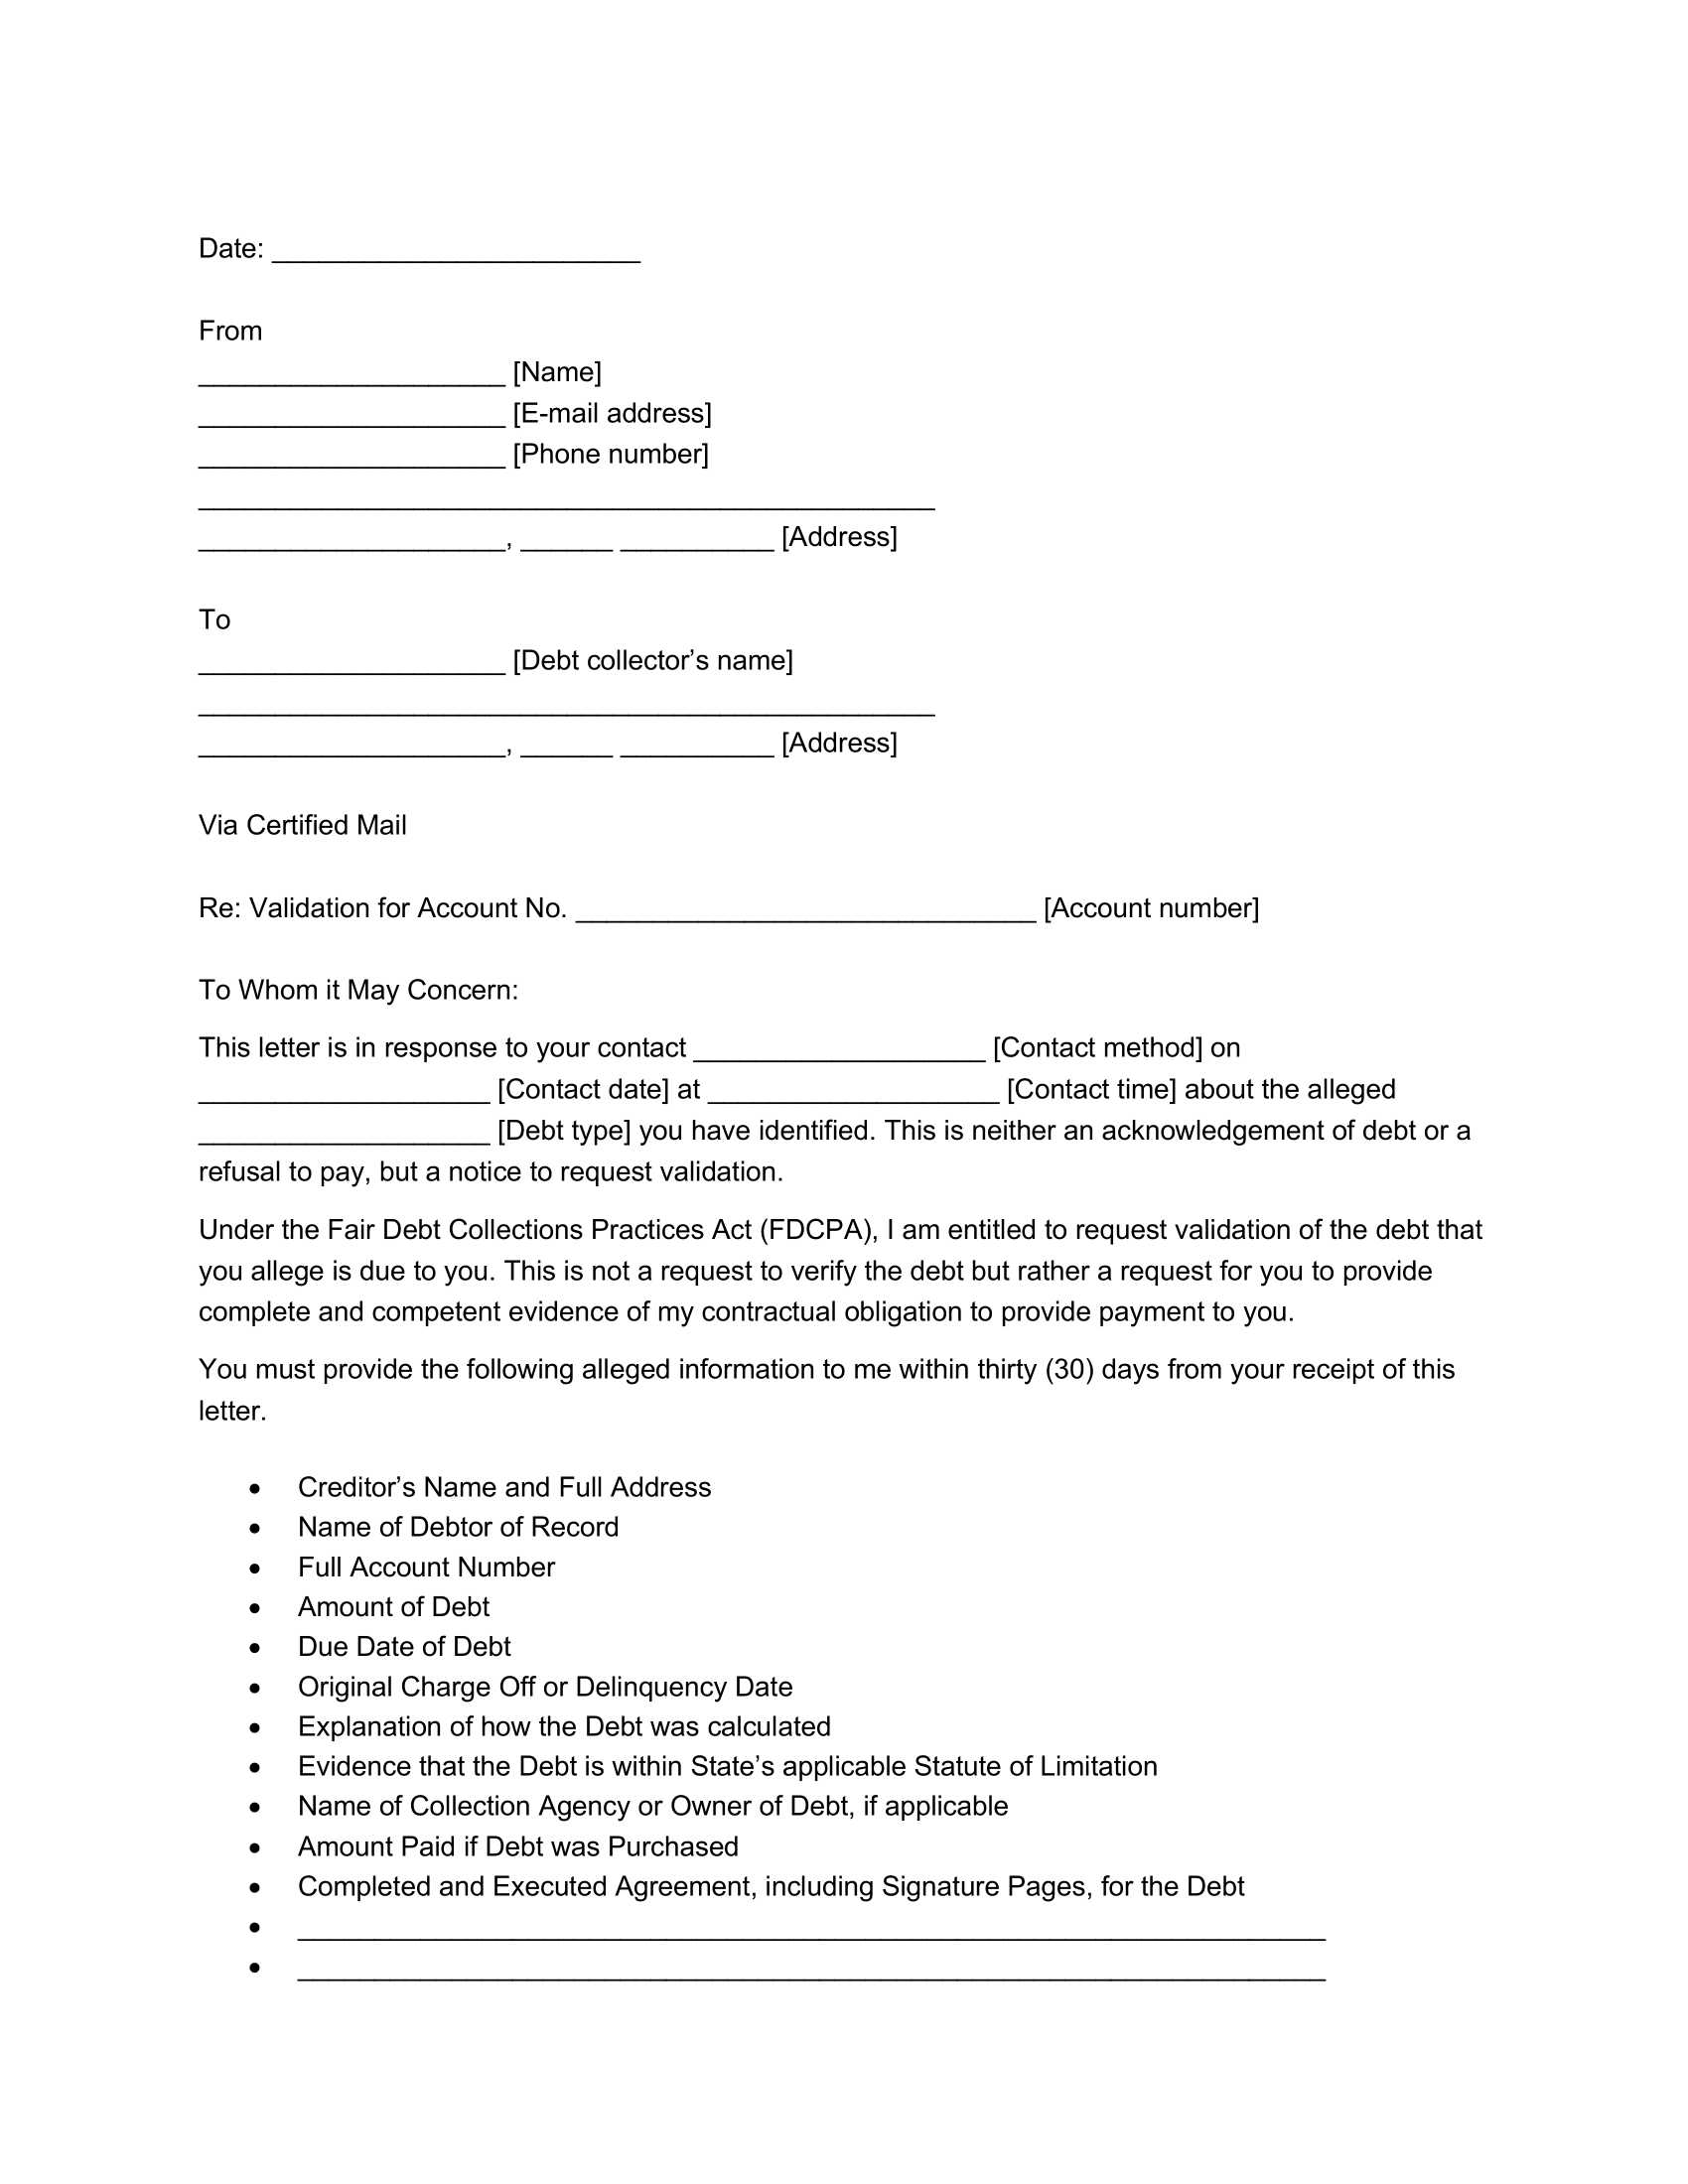 Date: ________________________
From
____________________ [Name]
____________________ [E-mail address]
____________________ [Phone number]
________________________________________________
____________________, ______ __________ [Address]
To
____________________ [Debt collector’s name]
________________________________________________
____________________, ______ __________ [Address]
Via Certified Mail
Re: Validation for Account No. ______________________________ [Account number]
To Whom it May Concern:
This letter is in response to your contact ___________________ [Contact method] on
___________________ [Contact date] at ___________________ [Contact time] about the alleged
___________________ [Debt type] you have identified. This is neither an acknowledgement of debt or a
refusal to pay, but a notice to request validation.
Under the Fair Debt Collections Practices Act (FDCPA), I am entitled to request validation of the debt that
you allege is due to you. This is not a request to verify the debt but rather a request for you to provide
complete and competent evidence of my contractual obligation to provide payment to you.
You must provide the following alleged information to me within thirty (30) days from your receipt of this
letter.
• Creditor’s Name and Full Address
• Name of Debtor of Record
• Full Account Number
• Amount of Debt
• Due Date of Debt
• Original Charge Off or Delinquency Date
• Explanation of how the Debt was calculated
• Evidence that the Debt is within State’s applicable Statute of Limitation
• Name of Collection Agency or Owner of Debt, if applicable
• Amount Paid if Debt was Purchased
• Completed and Executed Agreement, including Signature Pages, for the Debt
• ___________________________________________________________________
• ___________________________________________________________________